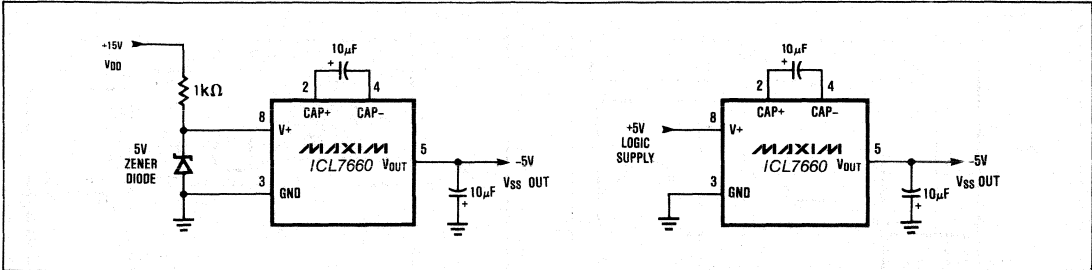 +15V
VDD
1kΩ
5V
ZENER
DIODE
10µF
+
2
4
CAP+
CAP−
8
V+
MAXIM
ICL7660
VOUT
5
3
GND
−5V
VSS OUT
10µF
+
10µF
+
2
4
CAP+
CAP−
+5V
LOGIC
SUPPLY
8
V+
MAXIM
ICL7660
VOUT
5
3
GND
−5V
VSS OUT
10µF
+